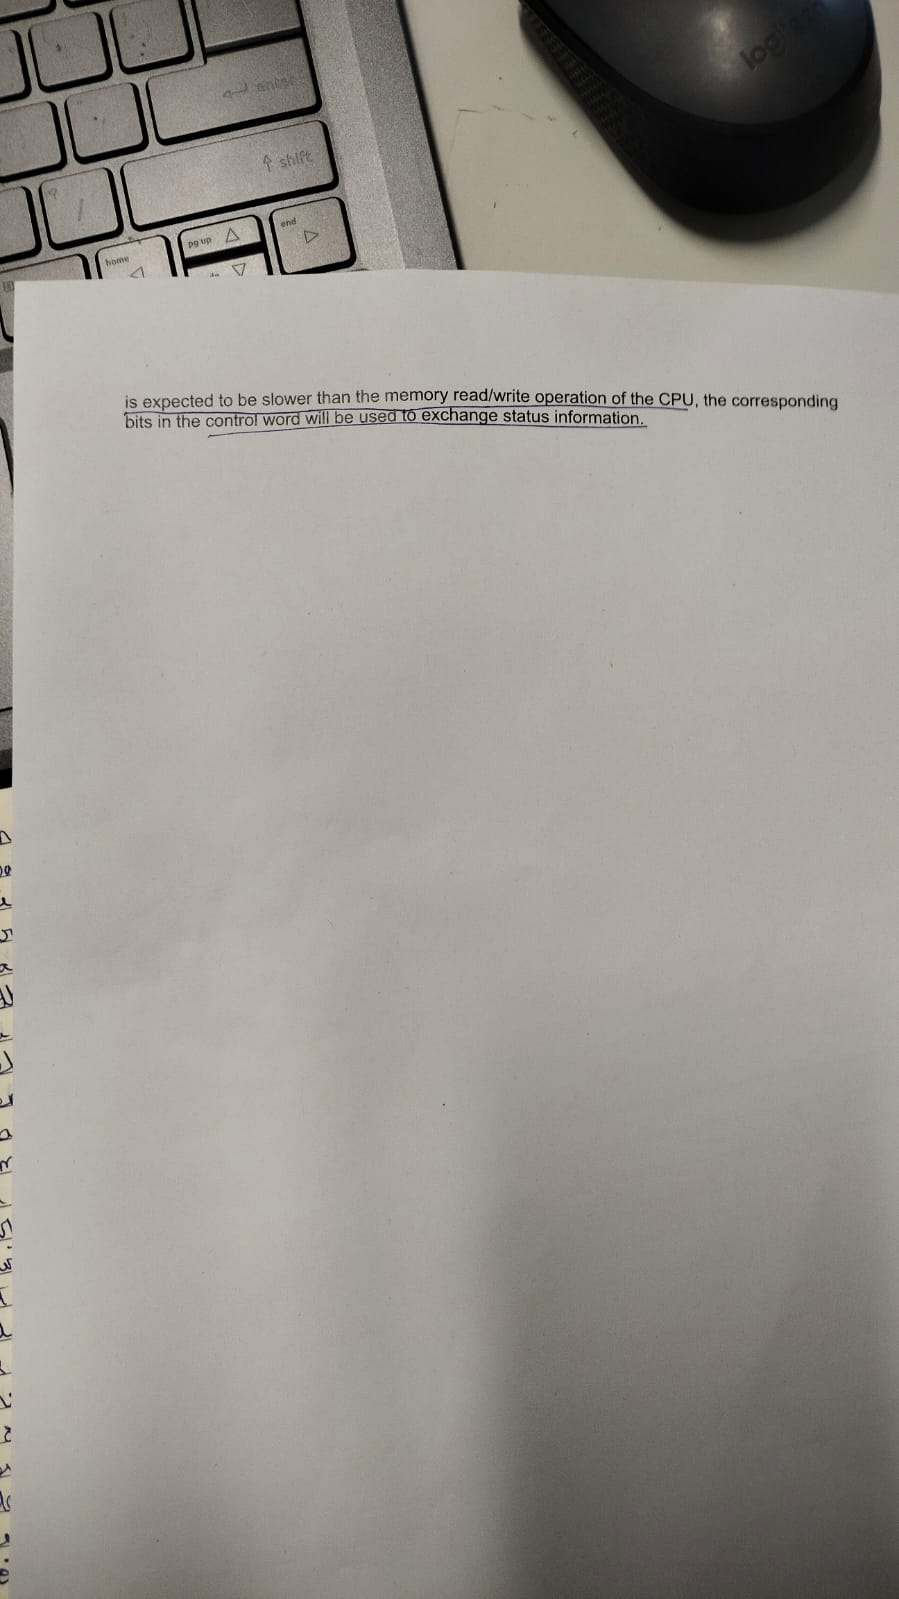 enter
shift
/
pg up
end
home
is expected to be slower than the memory read/write operation of the CPU, the corresponding
bits in the control word will be used to exchange status information.